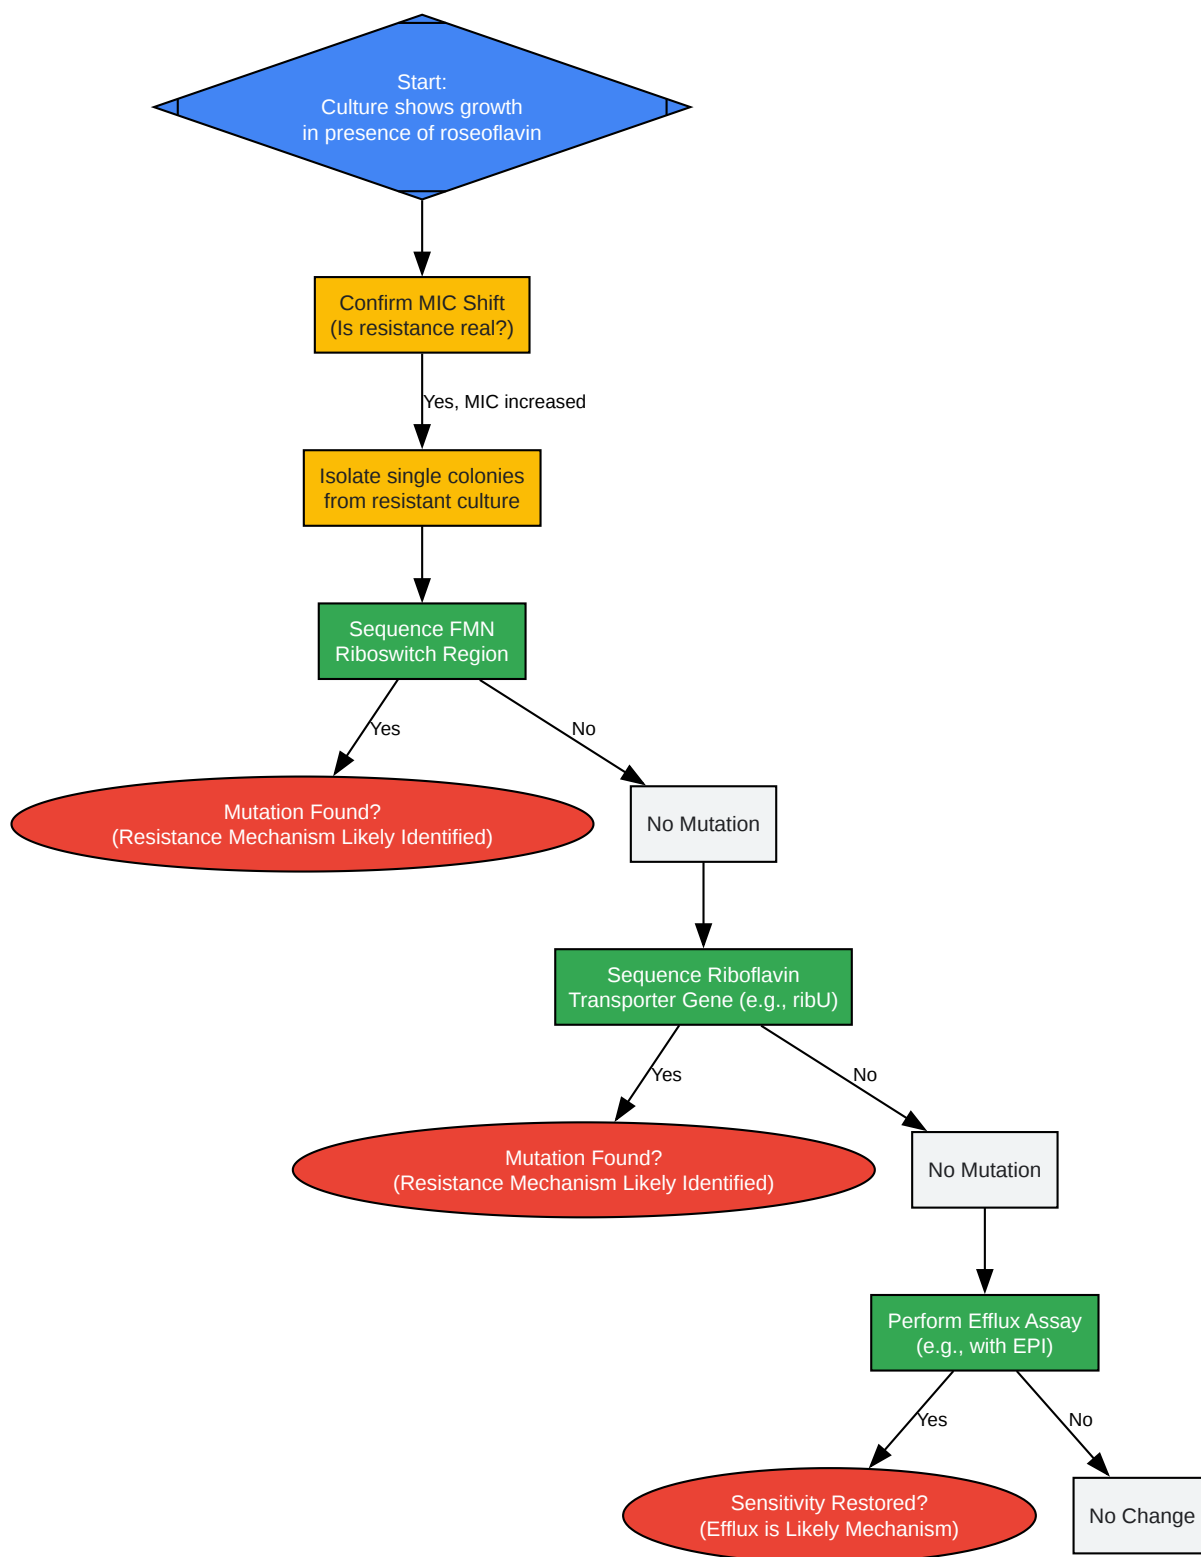 Start:
Culture shows growth
in presence of roseoflavin
Confirm MIC Shift
(Is resistance real?)
Yes, MIC increased
Isolate single colonies
from resistant culture
Sequence FMN
Riboswitch Region
Yes
No
Mutation Found?
(Resistance Mechanism Likely Identified)
No Mutation
Sequence Riboflavin
Transporter Gene (e.g., ribU)
Yes
No
Mutation Found?
(Resistance Mechanism Likely Identified)
No Mutation
Perform Efflux Assay
(e.g., with EPI)
Yes
No
Sensitivity Restored?
(Efflux is Likely Mechanism)
No Change